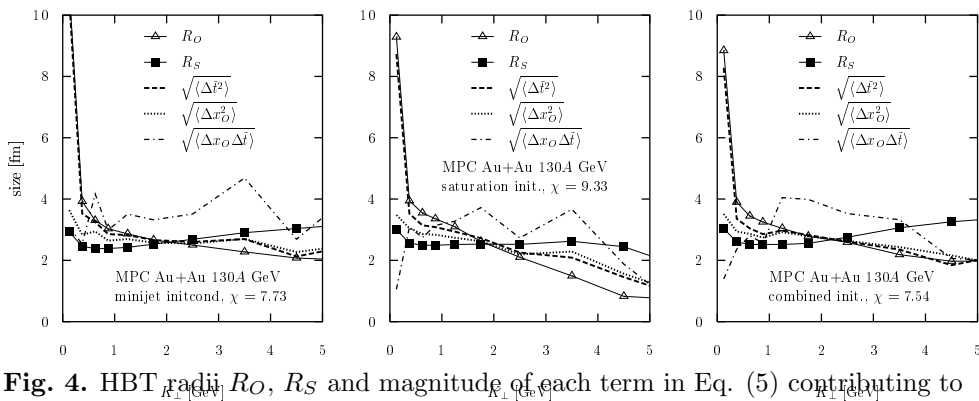 10
8
6
4
2
0
size [fm]
R_O
R_S
√⟨Δt̃²⟩
√⟨Δx_O²⟩
√⟨Δx_O Δt̃⟩
MPC Au+Au 130A GeV
minijet initcond, χ = 7.73
0 1 2 3 4 5
K_⊥ [GeV]
10
8
6
4
2
0
R_O
R_S
√⟨Δt̃²⟩
√⟨Δx_O²⟩
√⟨Δx_O Δt̃⟩
MPC Au+Au 130A GeV
saturation init., χ = 9.33
0 1 2 3 4 5
K_⊥ [GeV]
10
8
6
4
2
0
R_O
R_S
√⟨Δt̃²⟩
√⟨Δx_O²⟩
√⟨Δx_O Δt̃⟩
MPC Au+Au 130A GeV
combined init., χ = 7.54
0 1 2 3 4 5
K_⊥ [GeV]
Fig. 4. HBT radii R_O, R_S and magnitude of each term in Eq. (5) contributing to